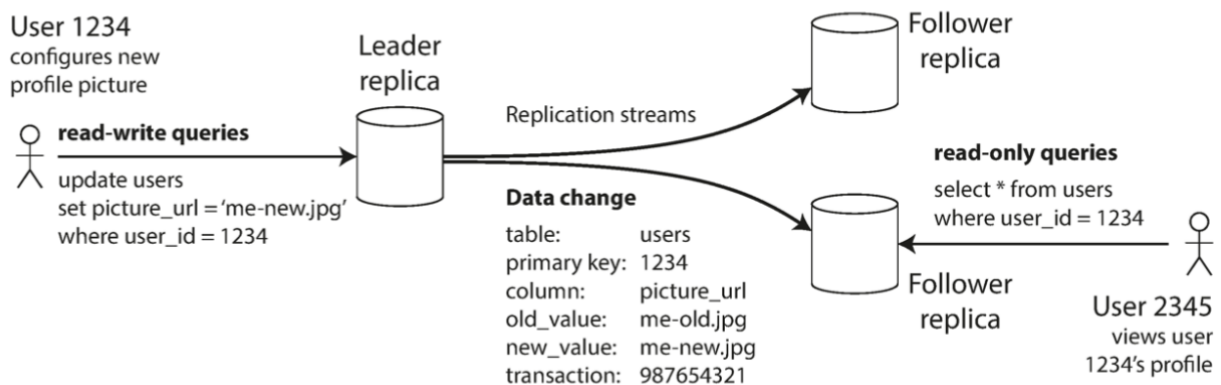 User 1234
configures new
profile picture
read-write queries
update users
set picture_url = ‘me-new.jpg’
where user_id = 1234
Leader
replica
Replication streams
Data change
table: users
primary key: 1234
column: picture_url
old_value: me-old.jpg
new_value: me-new.jpg
transaction: 987654321
Follower
replica
read-only queries
select * from users
where user_id = 1234
Follower
replica
User 2345
views user
1234’s profile